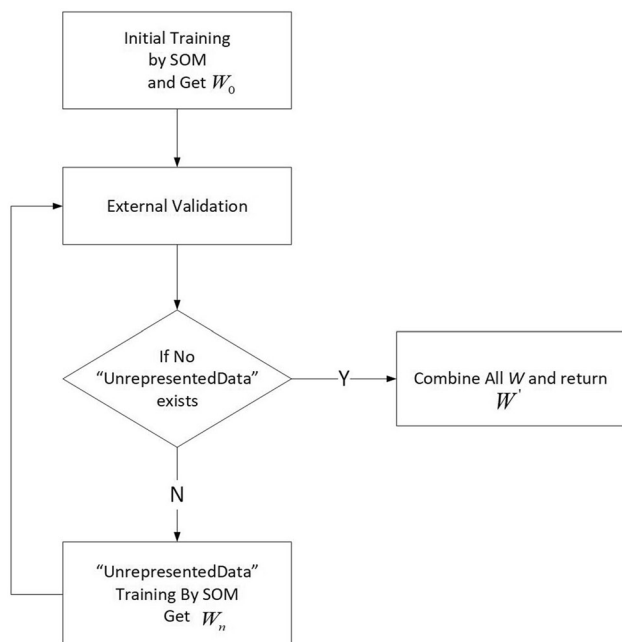 Initial Training
by SOM
and Get W₀
External Validation
If No
“UnrepresentedData”
exists
Y
Combine All W and return
W'
N
“UnrepresentedData”
Training By SOM
Get Wₙ